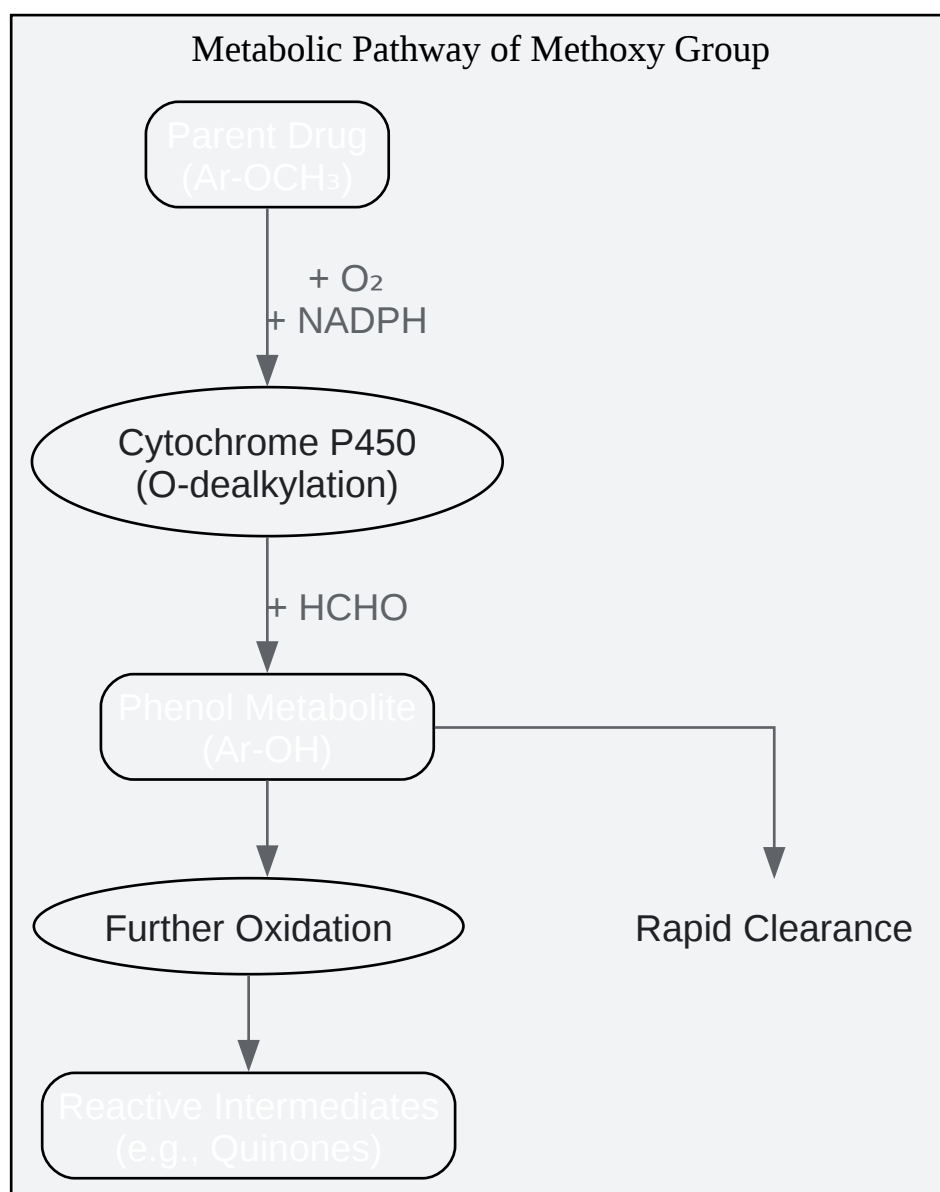 Metabolic Pathway of Methoxy Group
Parent Drug
(Ar-OCH₃)
+ O₂
+ NADPH
Cytochrome P450
(O-dealkylation)
+ HCHO
Phenol Metabolite
(Ar-OH)
Further Oxidation
Rapid Clearance
Reactive Intermediates
(e.g., Quinones)